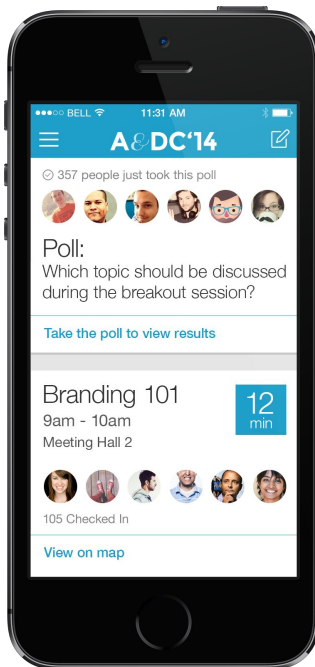 BELL 11:31 AM
A&DC'14
357 people just took this poll
Poll:
Which topic should be discussed
during the breakout session?
Take the poll to view results
Branding 101
12
min
9am - 10am
Meeting Hall 2
105 Checked In
View on map